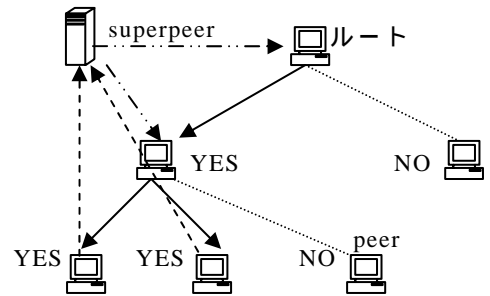 superpeer
ルート
YES
NO
peer
YES
YES
NO